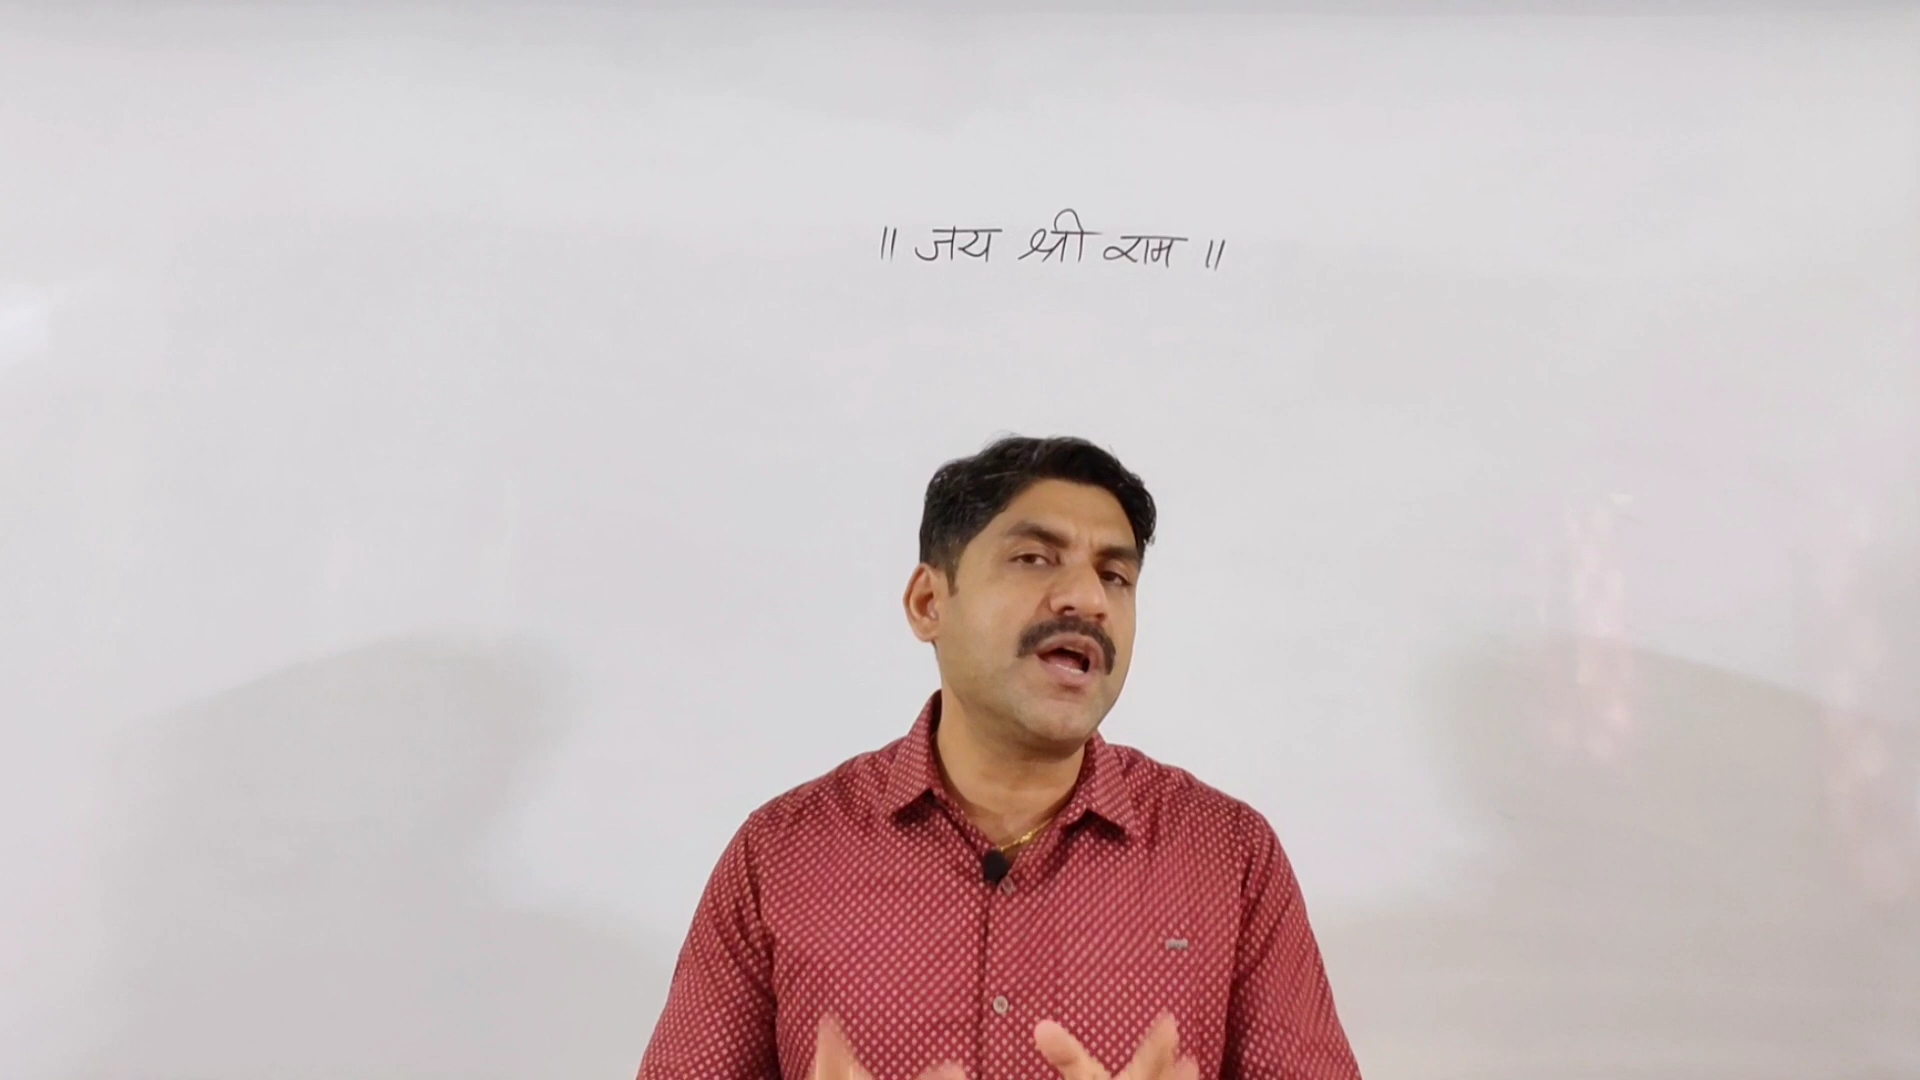 ॥ जय श्री राम ॥